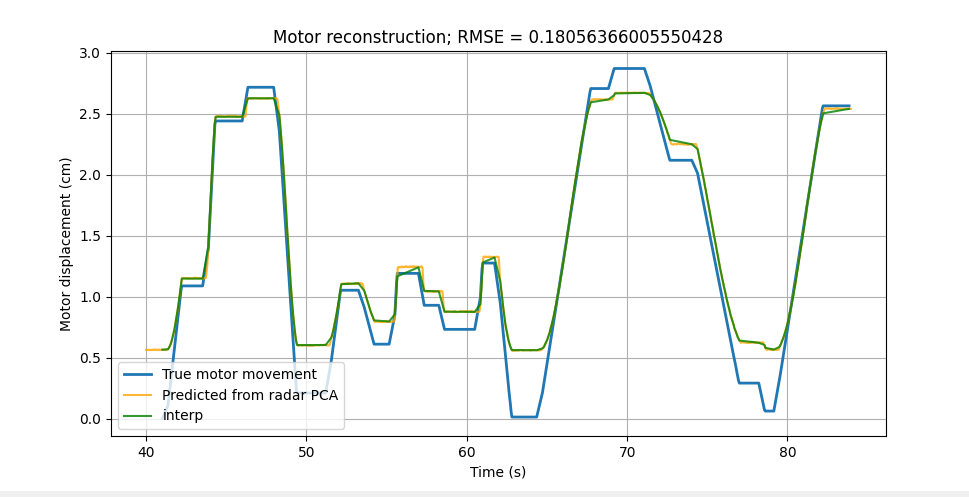 Motor reconstruction; RMSE = 0.18056366005550428
3.0
2.5
2.0
1.5
1.0
0.5
0.0
Motor displacement (cm)
True motor movement
Predicted from radar PCA
interp
40 50 60 70 80
Time (s)